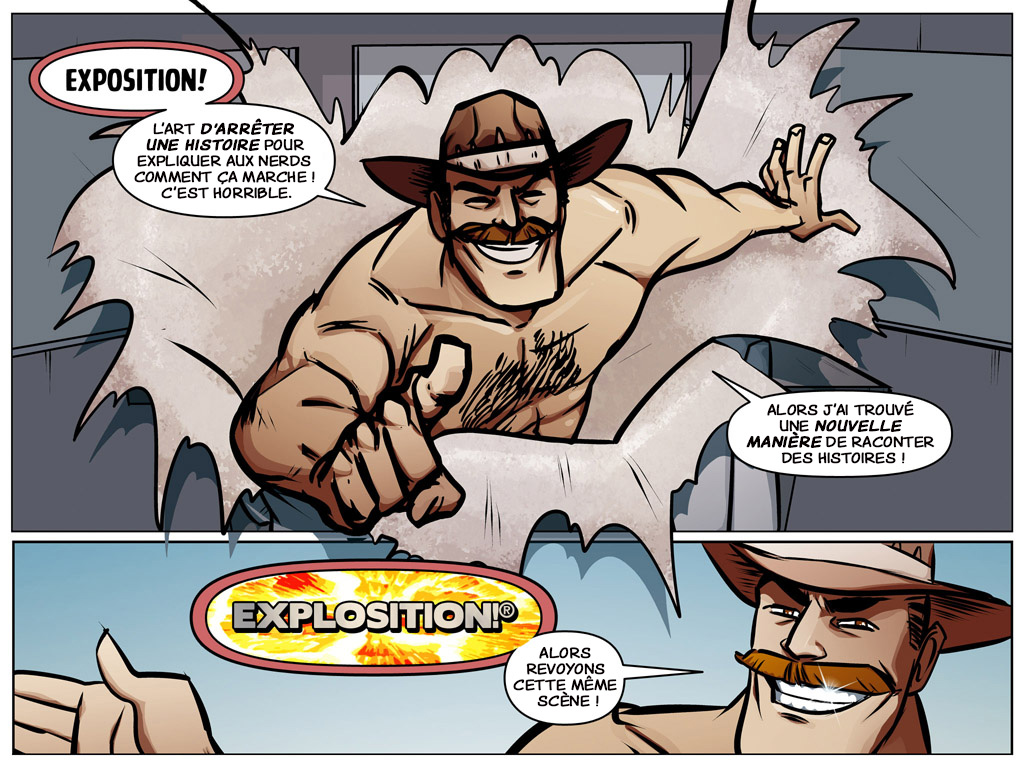 EXPOSITION!
L'ART D'ARRÊTER
UNE HISTOIRE POUR
EXPLIQUER AUX NERDS
COMMENT ÇA MARCHE !
C'EST HORRIBLE.
ALORS J'AI TROUVÉ
UNE NOUVELLE
MANIÈRE DE RACONTER
DES HISTOIRES !
EXPLOSITION!®
ALORS
REVOYONS
CETTE MÊME
SCÈNE !